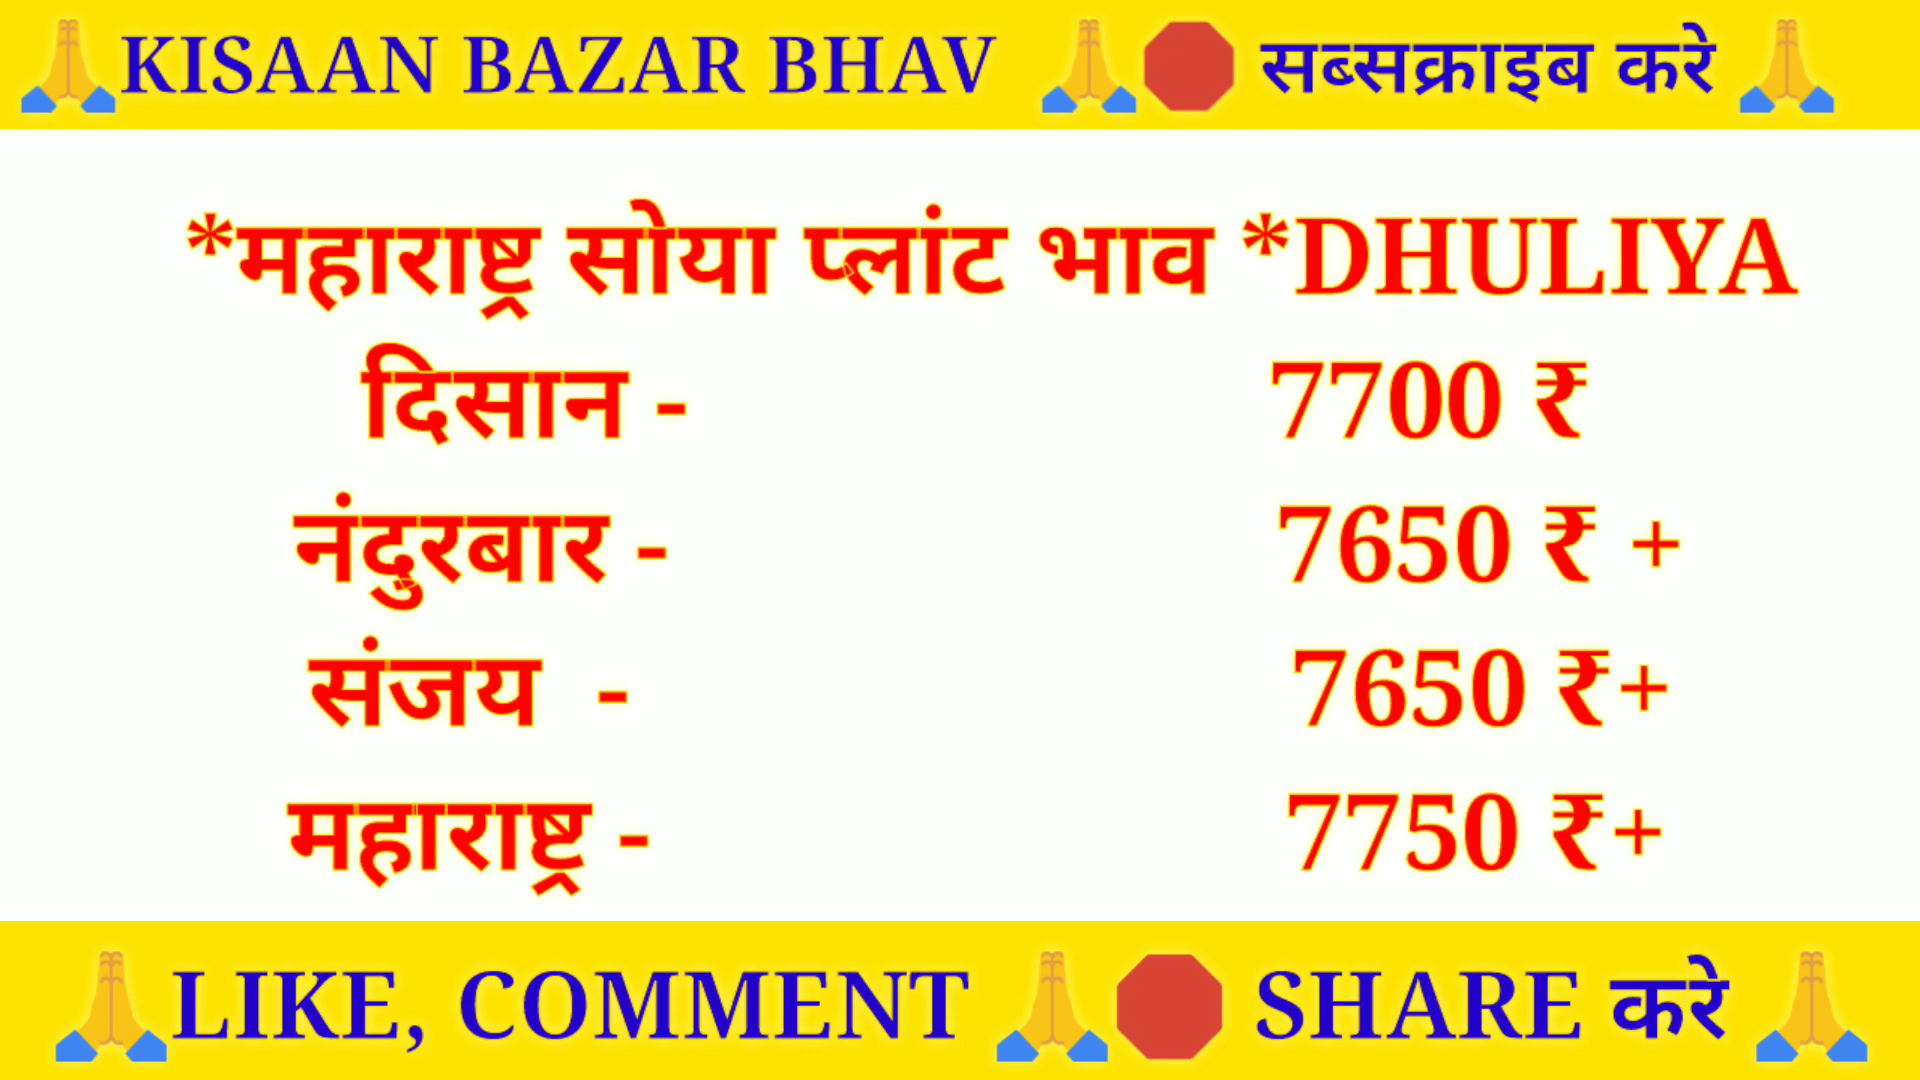 🙏KISAAN BAZAR BHAV 🙏🛑 सब्सक्राइब करे 🙏
*महाराष्ट्र सोया प्लांट भाव *DHULIYA
दिसान - 7700 ₹
नंदुरबार - 7650 ₹ +
संजय - 7650 ₹+
महाराष्ट्र - 7750 ₹+
🙏LIKE, COMMENT 🙏🛑 SHARE करे 🙏